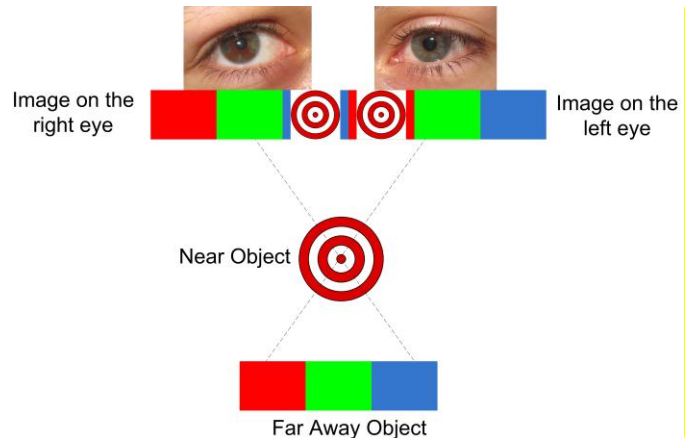 Image on the
right eye
Image on the
left eye
Near Object
Far Away Object